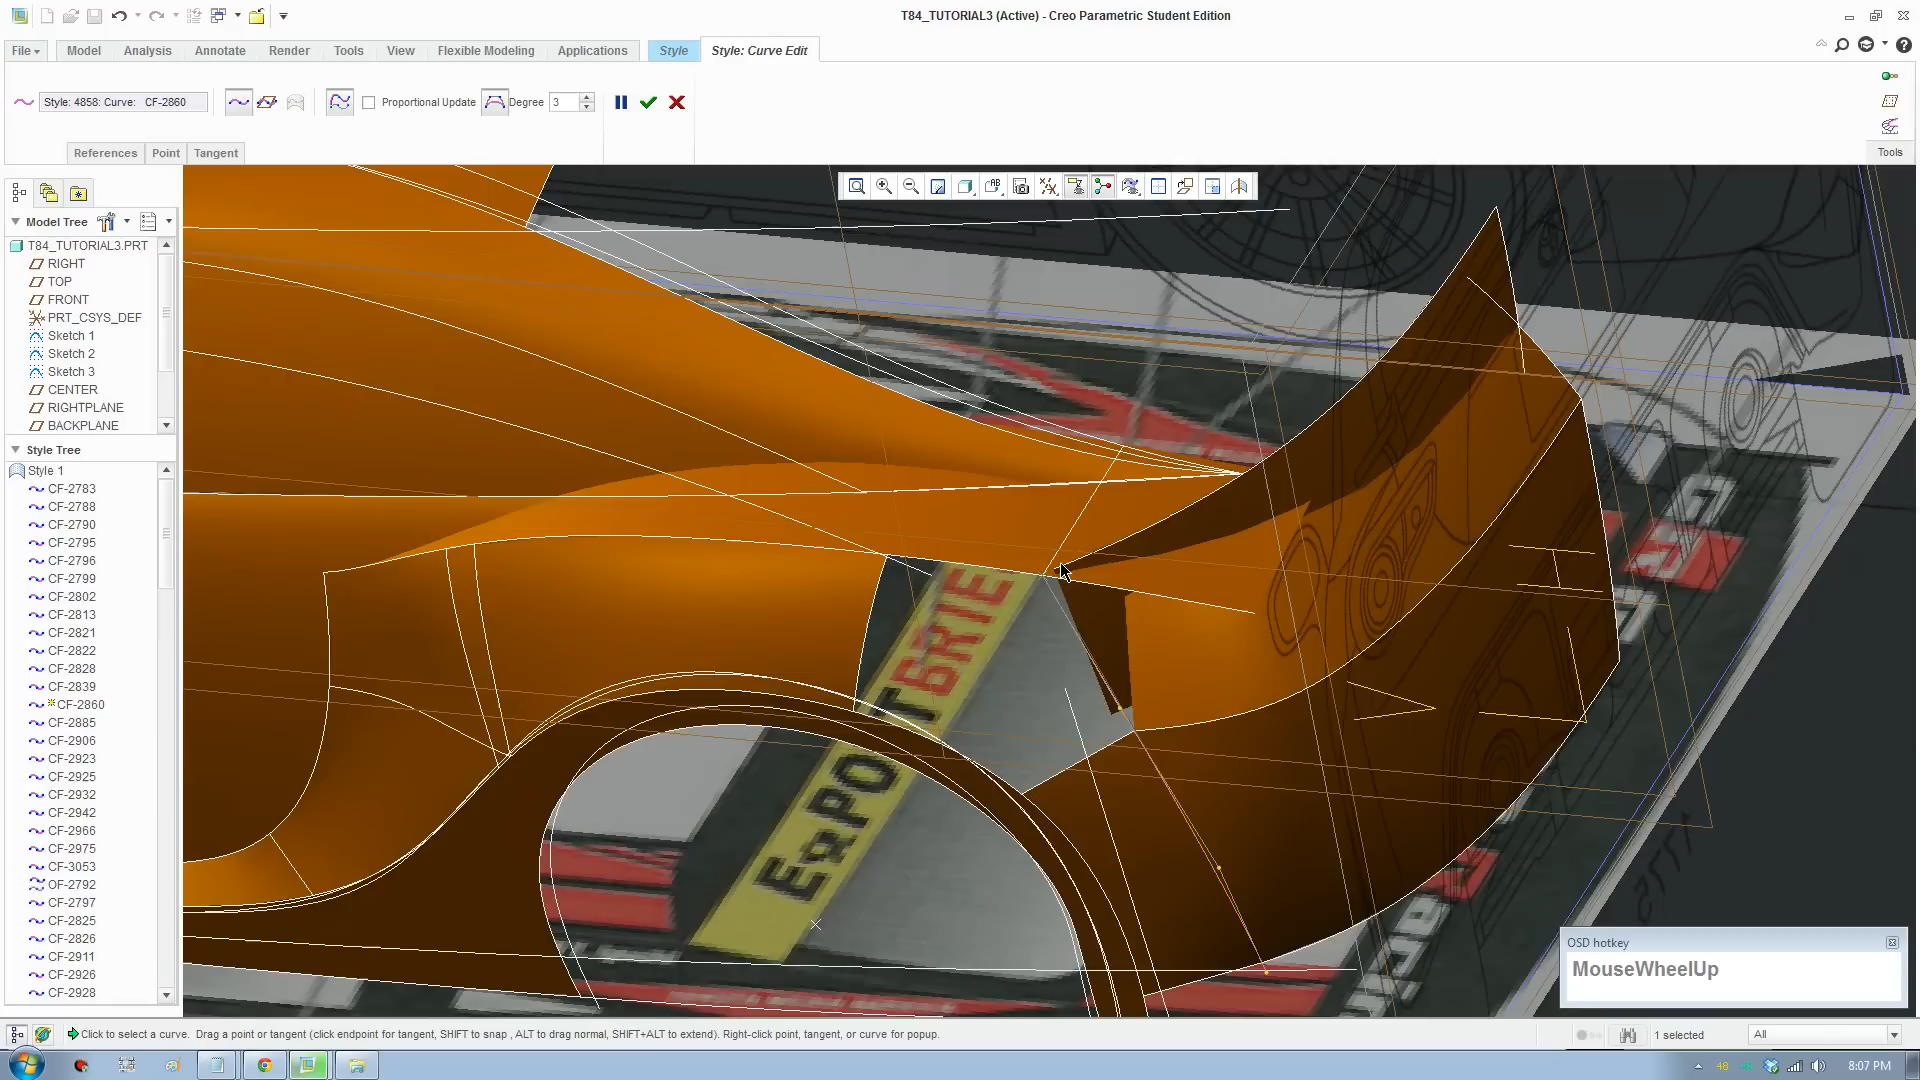 T84_TUTORIAL3 (Active) - Creo Parametric Student Edition
File
Model
Analysis
Annotate
Render
Tools
View
Flexible Modeling
Applications
Style
Style: Curve Edit
Style: 4858: Curve: CF-2860
Proportional Update
Degree
3
References
Point
Tangent
Tools
Model Tree
T84_TUTORIAL3.PRT
RIGHT
TOP
FRONT
PRT_CSYS_DEF
Sketch 1
Sketch 2
Sketch 3
CENTER
RIGHTPLANE
BACKPLANE
Style Tree
Style 1
CF-2783
CF-2788
CF-2790
CF-2795
CF-2796
CF-2799
CF-2802
CF-2813
CF-2821
CF-2822
CF-2828
CF-2839
CF-2860
CF-2885
CF-2906
CF-2923
CF-2925
CF-2932
CF-2942
CF-2966
CF-2975
CF-3053
OF-2792
CF-2797
CF-2825
CF-2826
CF-2911
CF-2926
CF-2928
OSD hotkey
MouseWheelUp
Click to select a curve. Drag a point or tangent (click endpoint for tangent, SHIFT to snap , ALT to drag normal, SHIFT+ALT to extend). Right-click point, tangent, or curve for popup.
1 selected
All
48
8:07 PM